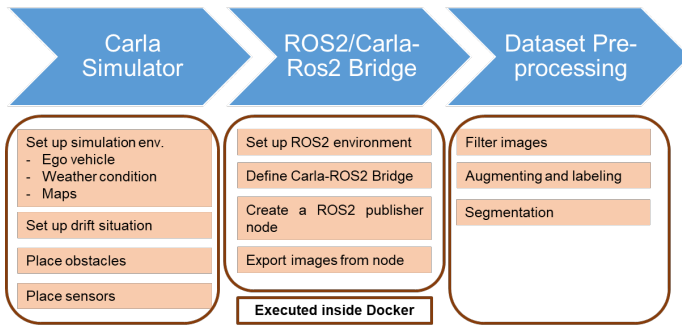 Carla
Simulator
ROS2/Carla-
Ros2 Bridge
Dataset Pre-
processing
Set up simulation env.
- Ego vehicle
- Weather condition
- Maps
Set up drift situation
Place obstacles
Place sensors
Set up ROS2 environment
Define Carla-ROS2 Bridge
Create a ROS2 publisher
node
Export images from node
Executed inside Docker
Filter images
Augmenting and labeling
Segmentation